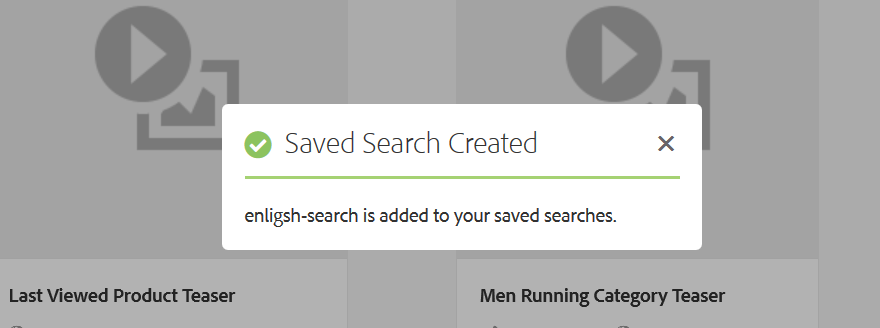 Saved Search Created
enligsh-search is added to your saved searches.
Last Viewed Product Teaser
Men Running Category Teaser